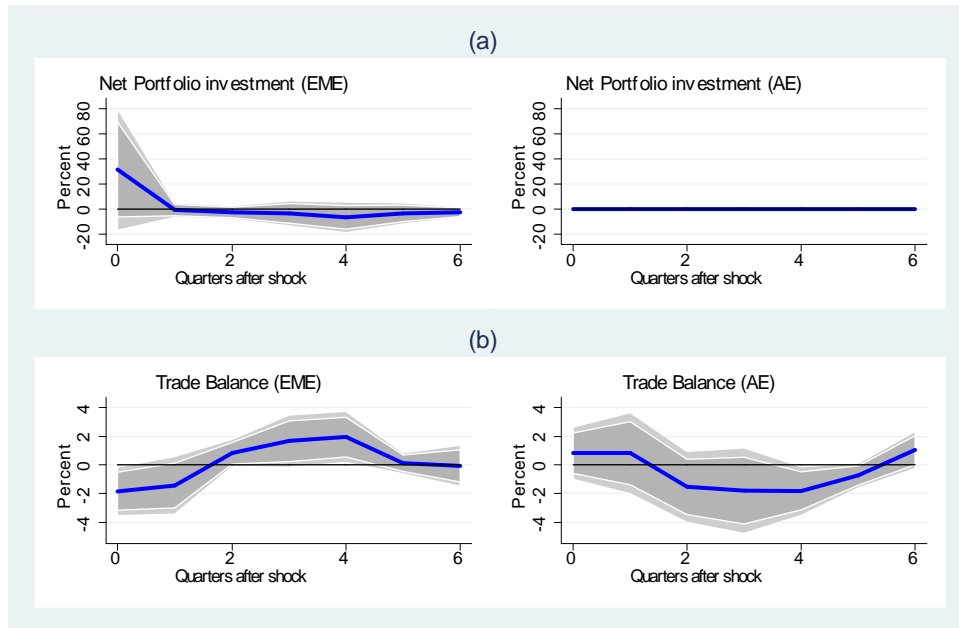 (a)
Net Portfolio investment (EME)
Net Portfolio investment (AE)
Percent
-20 0 20 40 60 80
0 2 4 6
Quarters after shock
Percent
-20 0 20 40 60 80
0 2 4 6
Quarters after shock
(b)
Trade Balance (EME)
Trade Balance (AE)
Percent
-4 -2 0 2 4
0 2 4 6
Quarters after shock
Percent
-4 -2 0 2 4
0 2 4 6
Quarters after shock